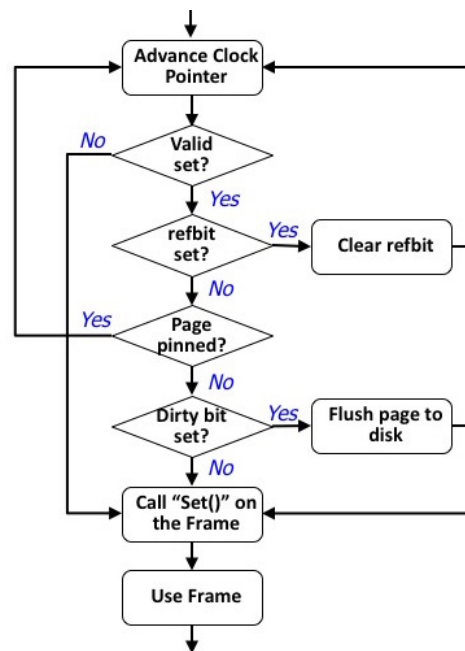 Advance Clock
Pointer
No
Valid
set?
Yes
refbit
set?
Yes
Clear refbit
No
Yes
Page
pinned?
No
Dirty bit
set?
Yes
Flush page to
disk
No
Call “Set()” on
the Frame
Use Frame